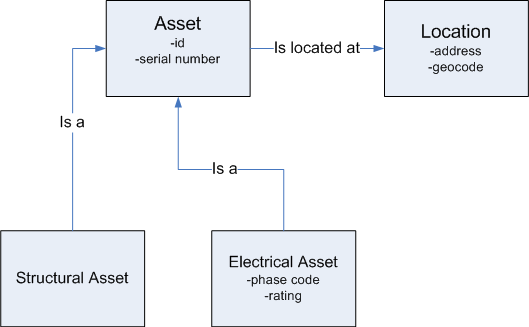 Asset
-id
-serial number
Is located at
Location
-address
-geocode
Is a
Is a
Structural Asset
Electrical Asset
-phase code
-rating